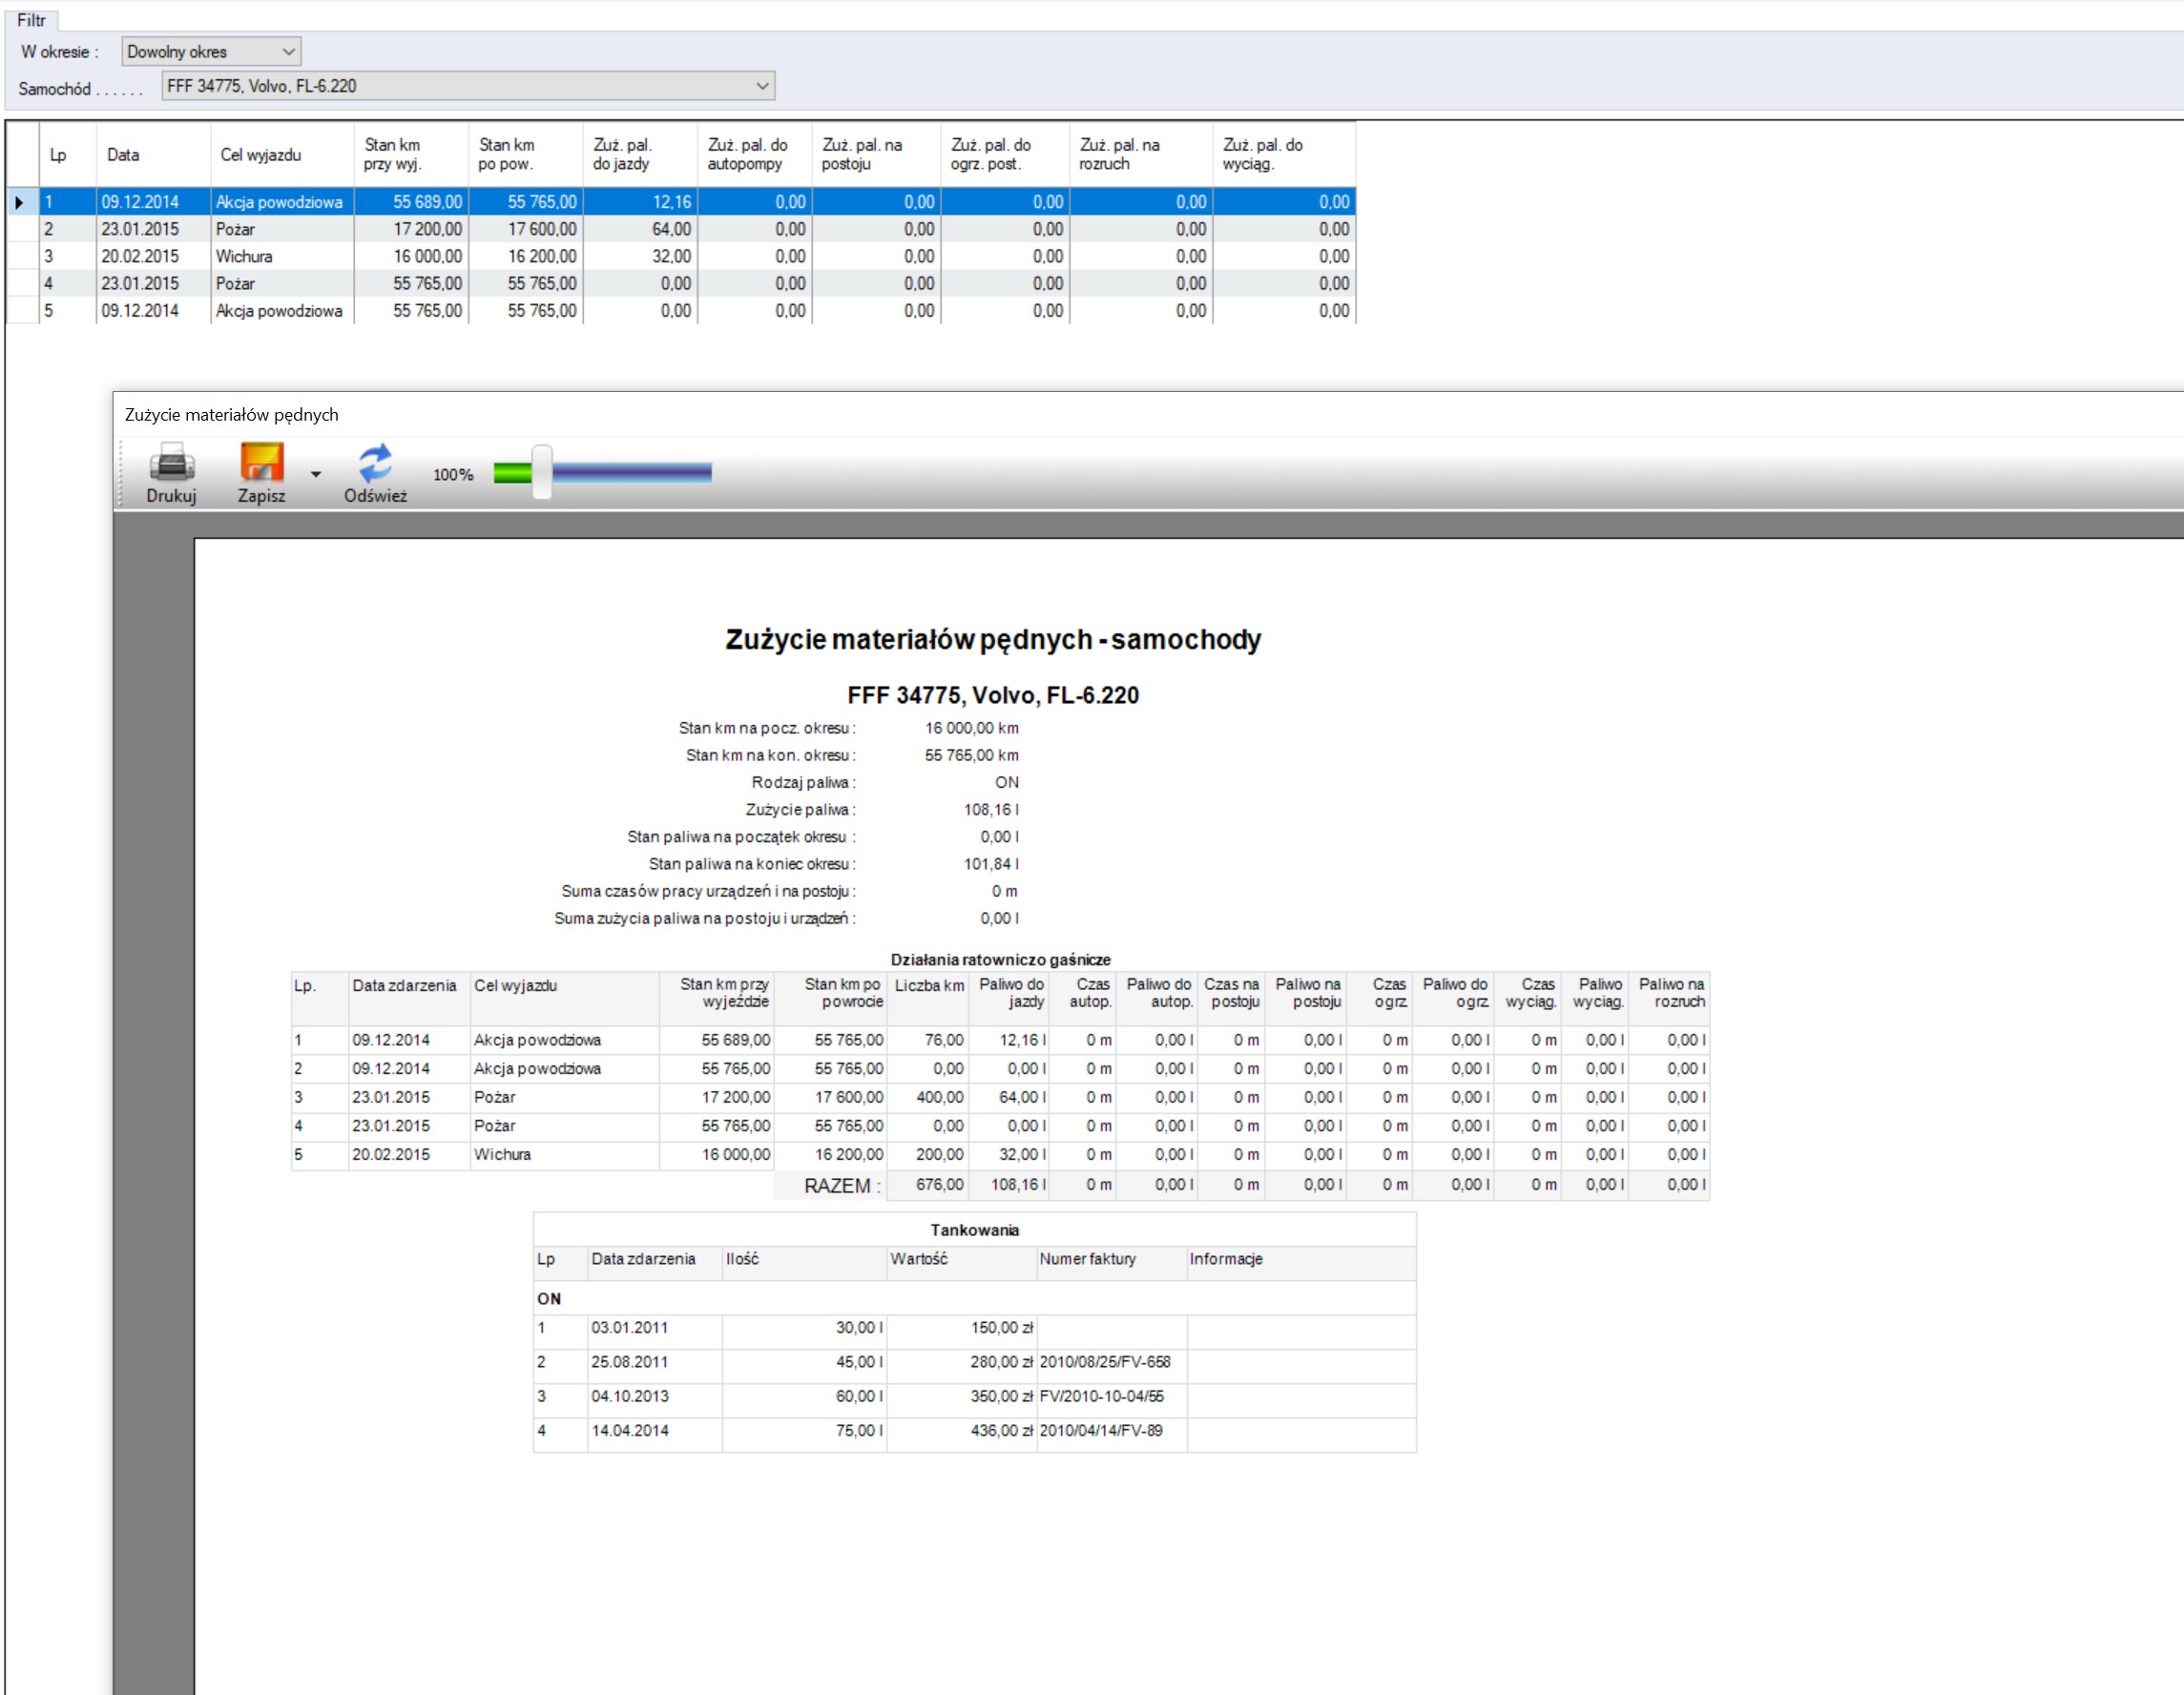 Filtr
W okresie : Dowolny okres
Samochód . . . . . . FFF 34775, Volvo, FL-6.220
Lp Data Cel wyjazdu Stan km przy wyj. Stan km po pow. Zuż. pal. do jazdy Zuż. pal. do autopompy Zuż. pal. na postoju Zuż. pal. do ogrz. post. Zuż. pal. na rozruch Zuż. pal. do wyciąg.
1 09.12.2014 Akcja powodziowa 55 689,00 55 765,00 12,16 0,00 0,00 0,00 0,00 0,00
2 23.01.2015 Pożar 17 200,00 17 600,00 64,00 0,00 0,00 0,00 0,00 0,00
3 20.02.2015 Wichura 16 000,00 16 200,00 32,00 0,00 0,00 0,00 0,00 0,00
4 23.01.2015 Pożar 55 765,00 55 765,00 0,00 0,00 0,00 0,00 0,00 0,00
5 09.12.2014 Akcja powodziowa 55 765,00 55 765,00 0,00 0,00 0,00 0,00 0,00 0,00
Zużycie materiałów pędnych
Drukuj Zapisz Odśwież 100%
Zużycie materiałów pędnych - samochody
FFF 34775, Volvo, FL-6.220
Stan km na pocz. okresu : 16 000,00 km
Stan km na kon. okresu : 55 765,00 km
Rodzaj paliwa : ON
Zużycie paliwa : 108,16 l
Stan paliwa na początek okresu : 0,00 l
Stan paliwa na koniec okresu : 101,84 l
Suma czasów pracy urządzeń i na postoju : 0 m
Suma zużycia paliwa na postoju i urządzeń : 0,00 l
Działania ratowniczo gaśnicze
Lp. Data zdarzenia Cel wyjazdu Stan km przy wyjeździe Stan km po powrocie Liczba km Paliwo do jazdy Czas autop. Paliwo do autop. Czas na postoju Paliwo na postoju Czas ogrz. Paliwo do ogrz. Czas wyciąg. Paliwo wyciąg. Paliwo na rozruch
1 09.12.2014 Akcja powodziowa 55 689,00 55 765,00 76,00 12,16 l 0 m 0,00 l 0 m 0,00 l 0 m 0,00 l 0 m 0,00 l 0,00 l
2 09.12.2014 Akcja powodziowa 55 765,00 55 765,00 0,00 0,00 l 0 m 0,00 l 0 m 0,00 l 0 m 0,00 l 0 m 0,00 l 0,00 l
3 23.01.2015 Pożar 17 200,00 17 600,00 400,00 64,00 l 0 m 0,00 l 0 m 0,00 l 0 m 0,00 l 0 m 0,00 l 0,00 l
4 23.01.2015 Pożar 55 765,00 55 765,00 0,00 0,00 l 0 m 0,00 l 0 m 0,00 l 0 m 0,00 l 0 m 0,00 l 0,00 l
5 20.02.2015 Wichura 16 000,00 16 200,00 200,00 32,00 l 0 m 0,00 l 0 m 0,00 l 0 m 0,00 l 0 m 0,00 l 0,00 l
RAZEM : 676,00 108,16 l 0 m 0,00 l 0 m 0,00 l 0 m 0,00 l 0 m 0,00 l 0,00 l
Tankowania
Lp Data zdarzenia Ilość Wartość Numer faktury Informacje
ON
1 03.01.2011 30,00 l 150,00 zł
2 25.08.2011 45,00 l 280,00 zł 2010/08/25/FV-658
3 04.10.2013 60,00 l 350,00 zł FV/2010-10-04/55
4 14.04.2014 75,00 l 436,00 zł 2010/04/14/FV-89